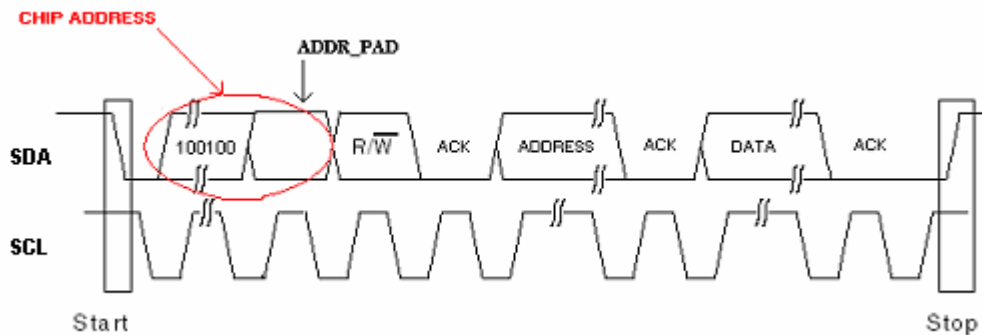 CHIP ADDRESS
ADDR_PAD
SDA
100100
R/W
ACK
ADDRESS
ACK
DATA
ACK
SCL
Start
Stop